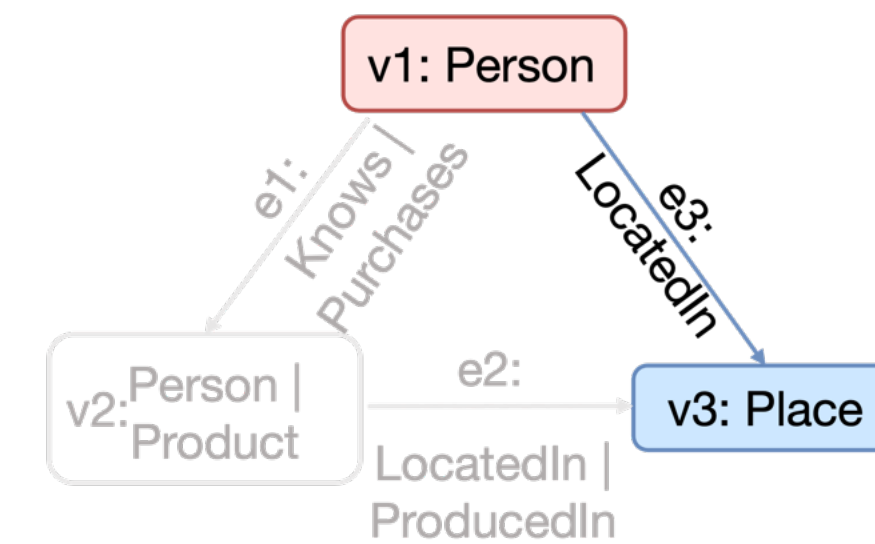 v1: Person
e1:
Knows |
Purchases
e3:
LocatedIn
v2: Person |
Product
e2:
LocatedIn |
ProducedIn
v3: Place